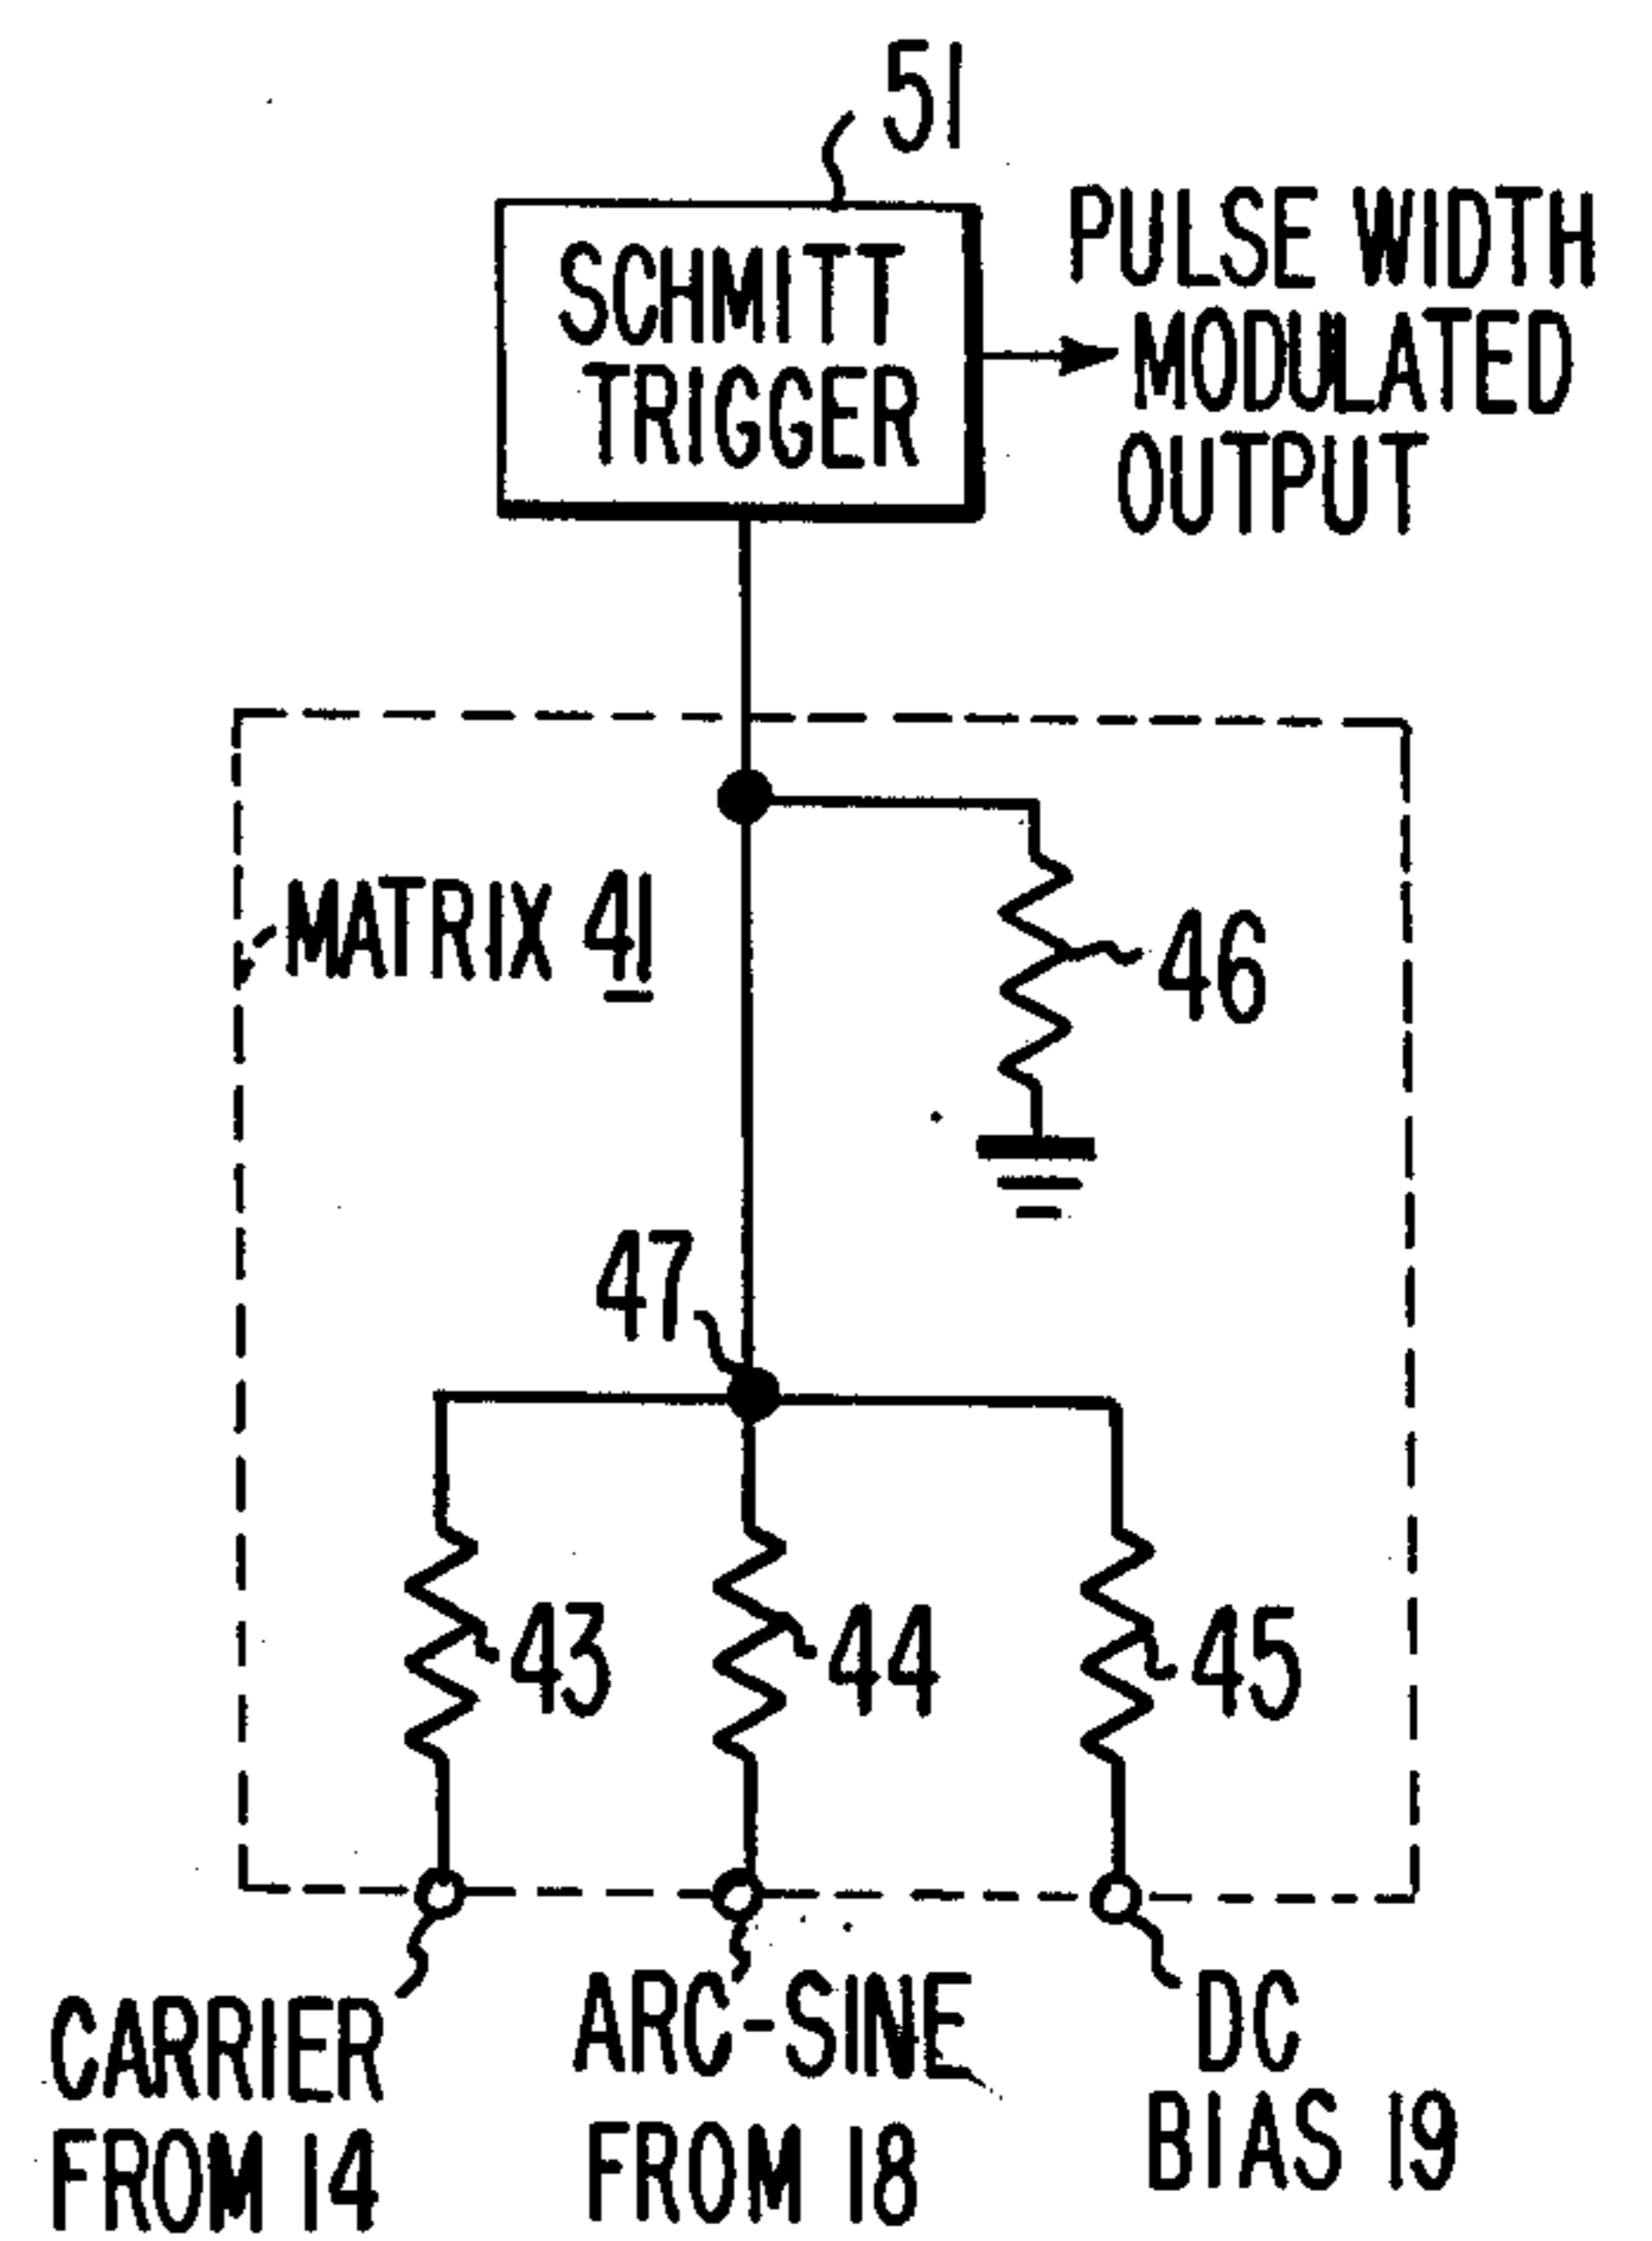 51
SCHMITT
TRIGGER
PULSE WIDTH
MODULATED
OUTPUT
MATRIX 41
46
47
43
44
45
CARRIER
FROM 14
ARC-SINE
FROM 18
DC
BIAS 19